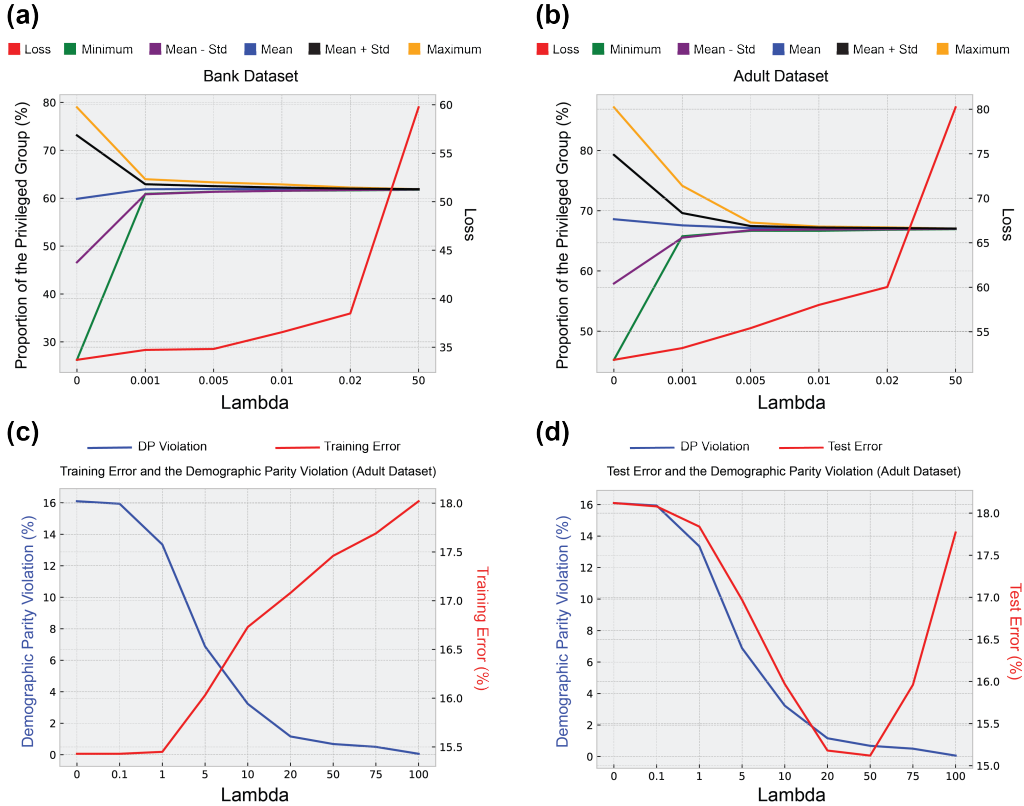 (a)
Loss Minimum Mean - Std Mean Mean + Std Maximum
Bank Dataset
Proportion of the Privileged Group (%)
80
70
60
50
40
30
60
55
50
45
40
35
Loss
0 0.001 0.005 0.01 0.02 50
Lambda
(b)
Loss Minimum Mean - Std Mean Mean + Std Maximum
Adult Dataset
Proportion of the Privileged Group (%)
80
70
60
50
80
75
70
65
60
55
Loss
0 0.001 0.005 0.01 0.02 50
Lambda
(c)
DP Violation Training Error
Training Error and the Demographic Parity Violation (Adult Dataset)
Demographic Parity Violation (%)
16
14
12
10
8
6
4
2
0
18.0
17.5
17.0
16.5
16.0
15.5
Training Error (%)
0 0.1 1 5 10 20 50 75 100
Lambda
(d)
DP Violation Test Error
Test Error and the Demographic Parity Violation (Adult Dataset)
Demographic Parity Violation (%)
16
14
12
10
8
6
4
2
0
18.0
17.5
17.0
16.5
16.0
15.5
15.0
Test Error (%)
0 0.1 1 5 10 20 50 75 100
Lambda